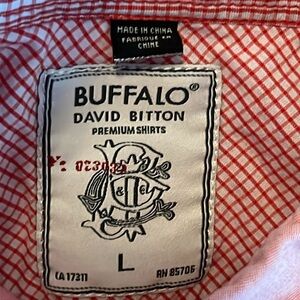 MADE IN CHINA
FABRIQUÉ EN
CHINE
BUFFALO®
DAVID BITTON
PREMIUM SHIRTS
L
CA 17311
RN 85706